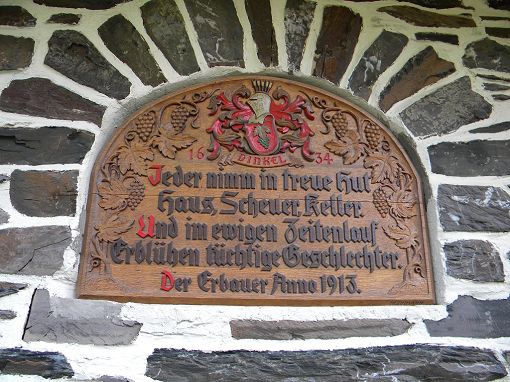 16 DINKEL 34
Jeder nimm in treue Hut
Haus, Scheuer, Kelter.
Und im ewigen Zeitenlauf
Erblühen tüchtige Geschlechter.
Der Erbauer Anno 1913.